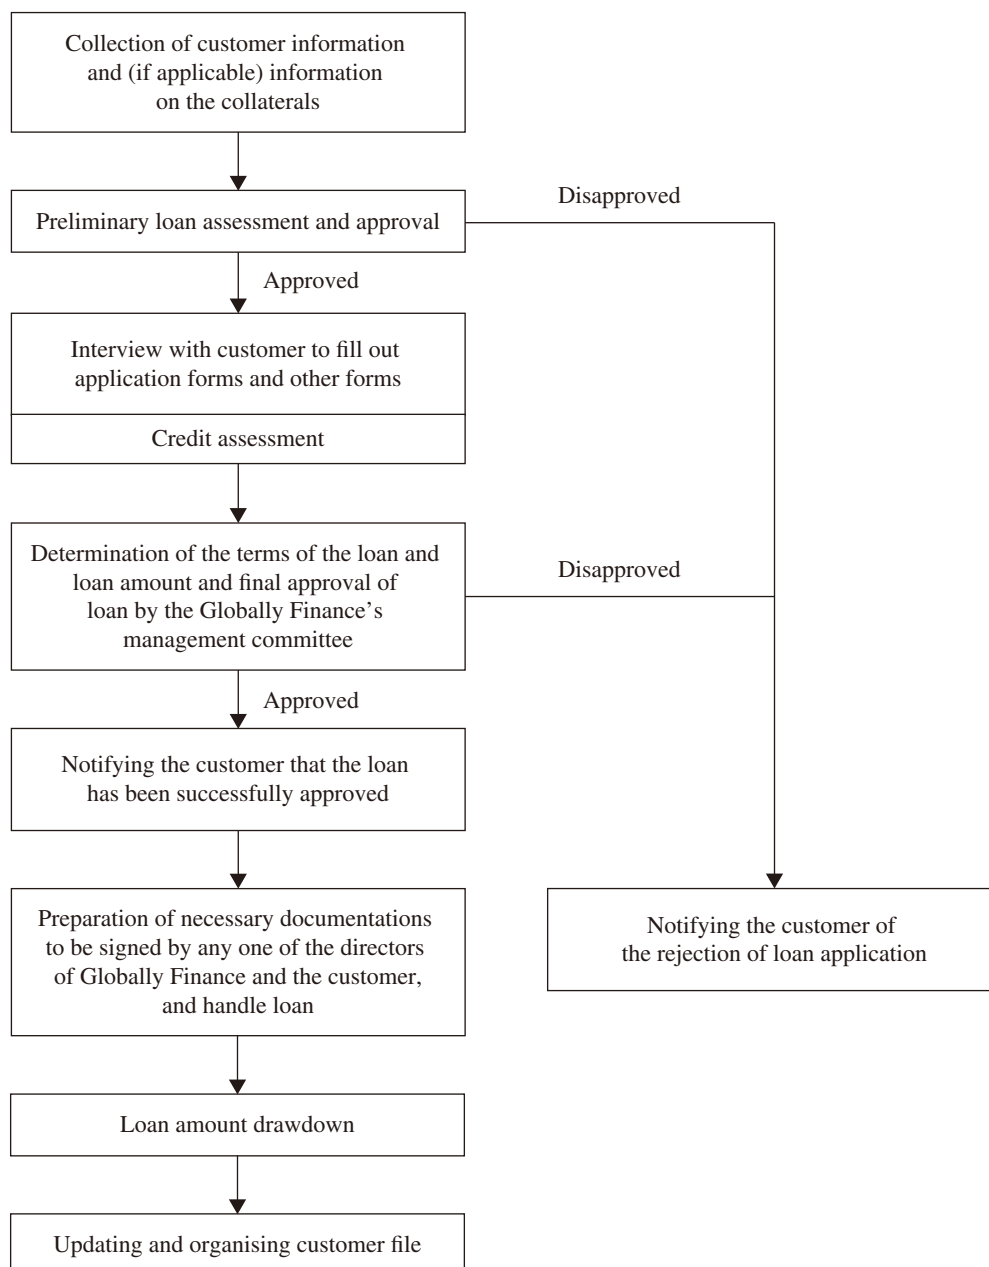 Collection of customer information
and (if applicable) information
on the collaterals
Preliminary loan assessment and approval
Disapproved
Approved
Interview with customer to fill out
application forms and other forms
Credit assessment
Determination of the terms of the loan and
loan amount and final approval of
loan by the Globally Finance's
management committee
Disapproved
Approved
Notifying the customer that the loan
has been successfully approved
Preparation of necessary documentations
to be signed by any one of the directors
of Globally Finance and the customer,
and handle loan
Notifying the customer of
the rejection of loan application
Loan amount drawdown
Updating and organising customer file